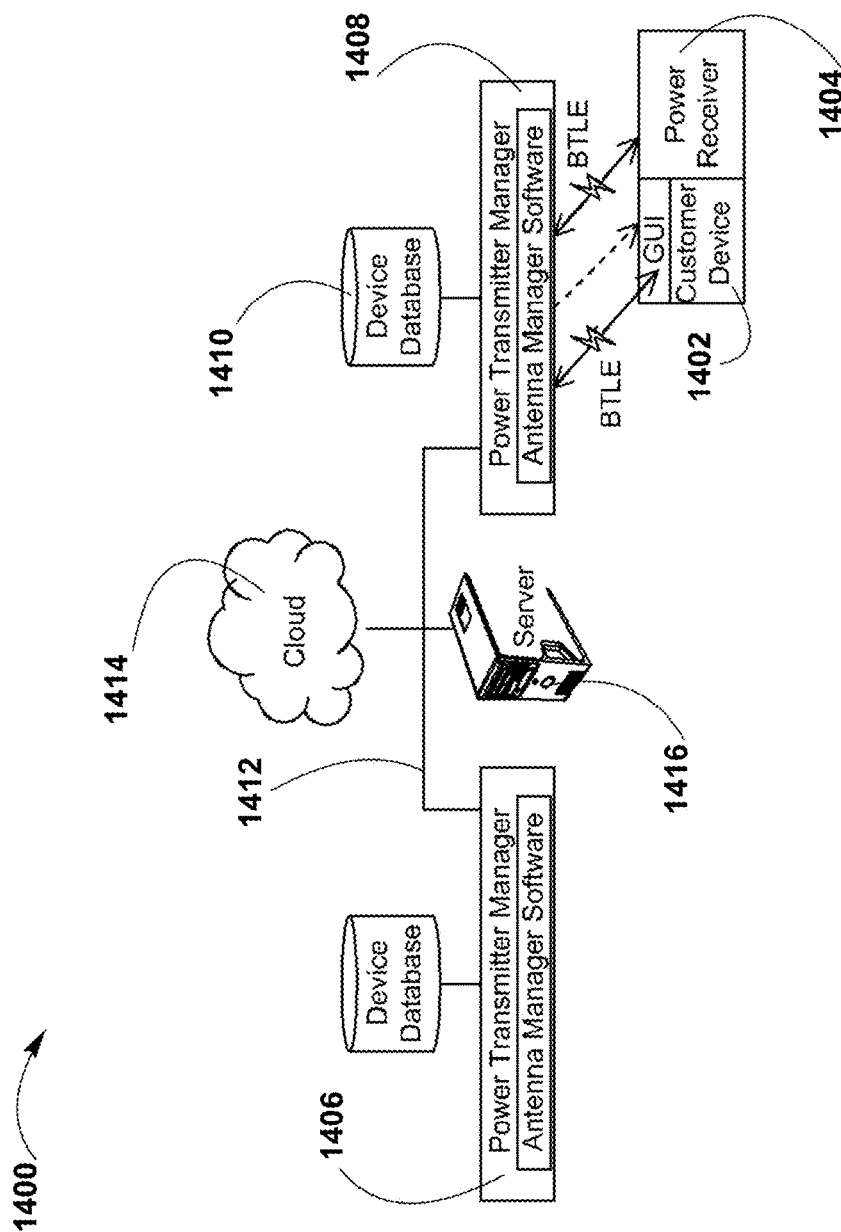 1400
1414
Cloud
1412
1410
Device
Database
Device
Database
1406
Power Transmitter Manager
Antenna Manager Software
Server
1416
1408
Power Transmitter Manager
Antenna Manager Software
BTLE
BTLE
GUI
Customer
Device
Power
Receiver
1402
1404